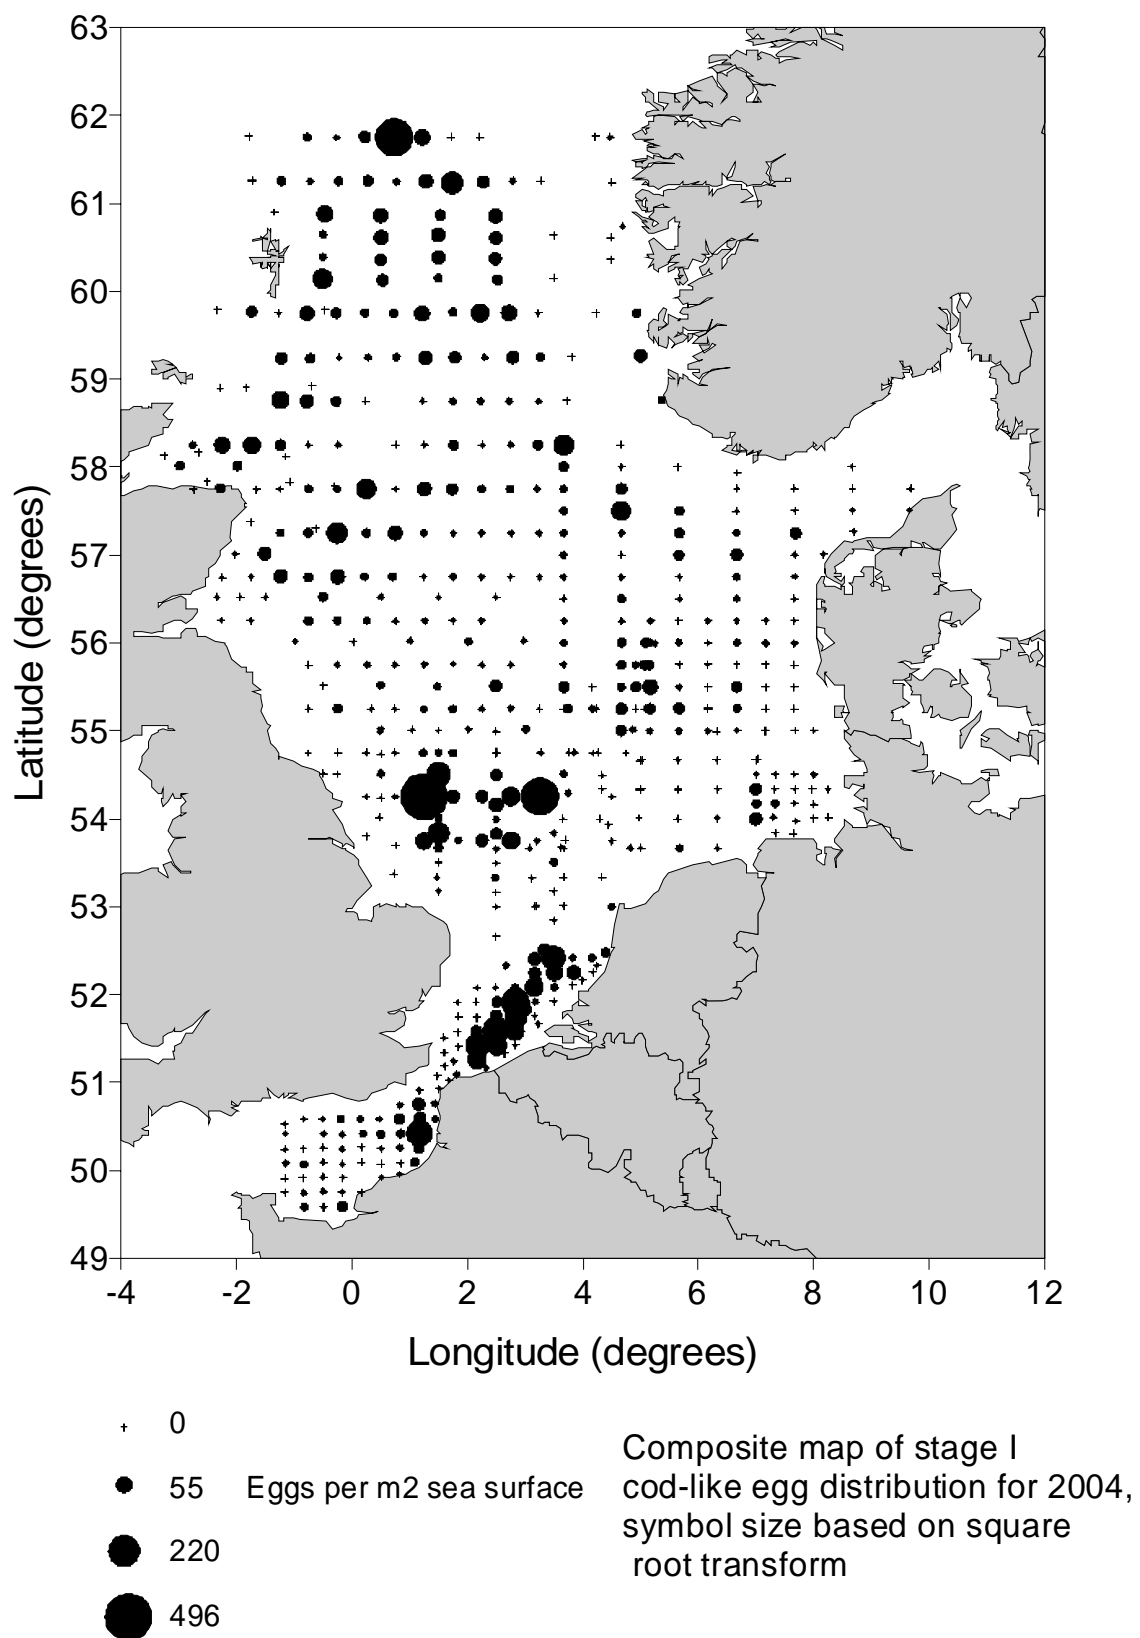 63
62
61
60
59
58
57
56
55
54
53
52
51
50
49
Latitude (degrees)
-4 -2 0 2 4 6 8 10 12
Longitude (degrees)
0
55 Eggs per m2 sea surface
220
496
Composite map of stage I
cod-like egg distribution for 2004,
symbol size based on square
root transform